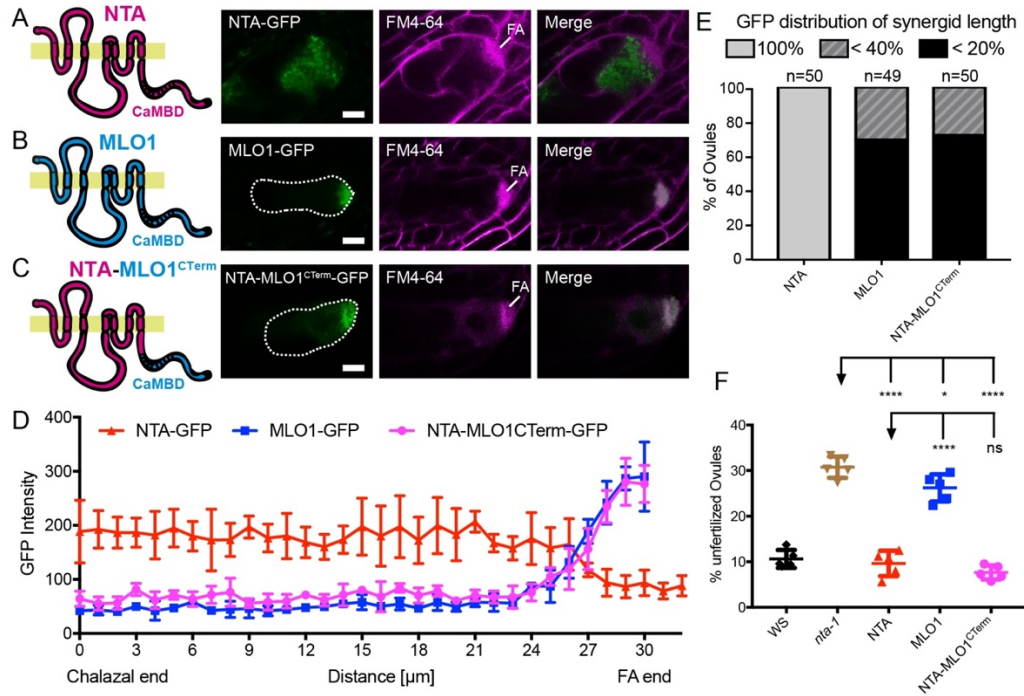 A
NTA
CaMBD
NTA-GFP
FM4-64
FA
Merge
B
MLO1
CaMBD
MLO1-GFP
FM4-64
FA
Merge
C
NTA-MLO1CTerm
CaMBD
NTA-MLO1CTerm-GFP
FM4-64
FA
Merge
D
NTA-GFP MLO1-GFP NTA-MLO1CTerm-GFP
GFP Intensity
400
300
200
100
0
0 3 6 9 12 15 18 21 24 27 30
Chalazal end Distance [µm] FA end
E
GFP distribution of synergid length
100% < 40% < 20%
n=50 n=49 n=50
% of Ovules
100
80
60
40
20
0
NTA
MLO1
NTA-MLO1CTerm
F
**** * ****
**** ns
% unfertilized Ovules
40
30
20
10
0
WS
nta-1
NTA
MLO1
NTA-MLO1CTerm